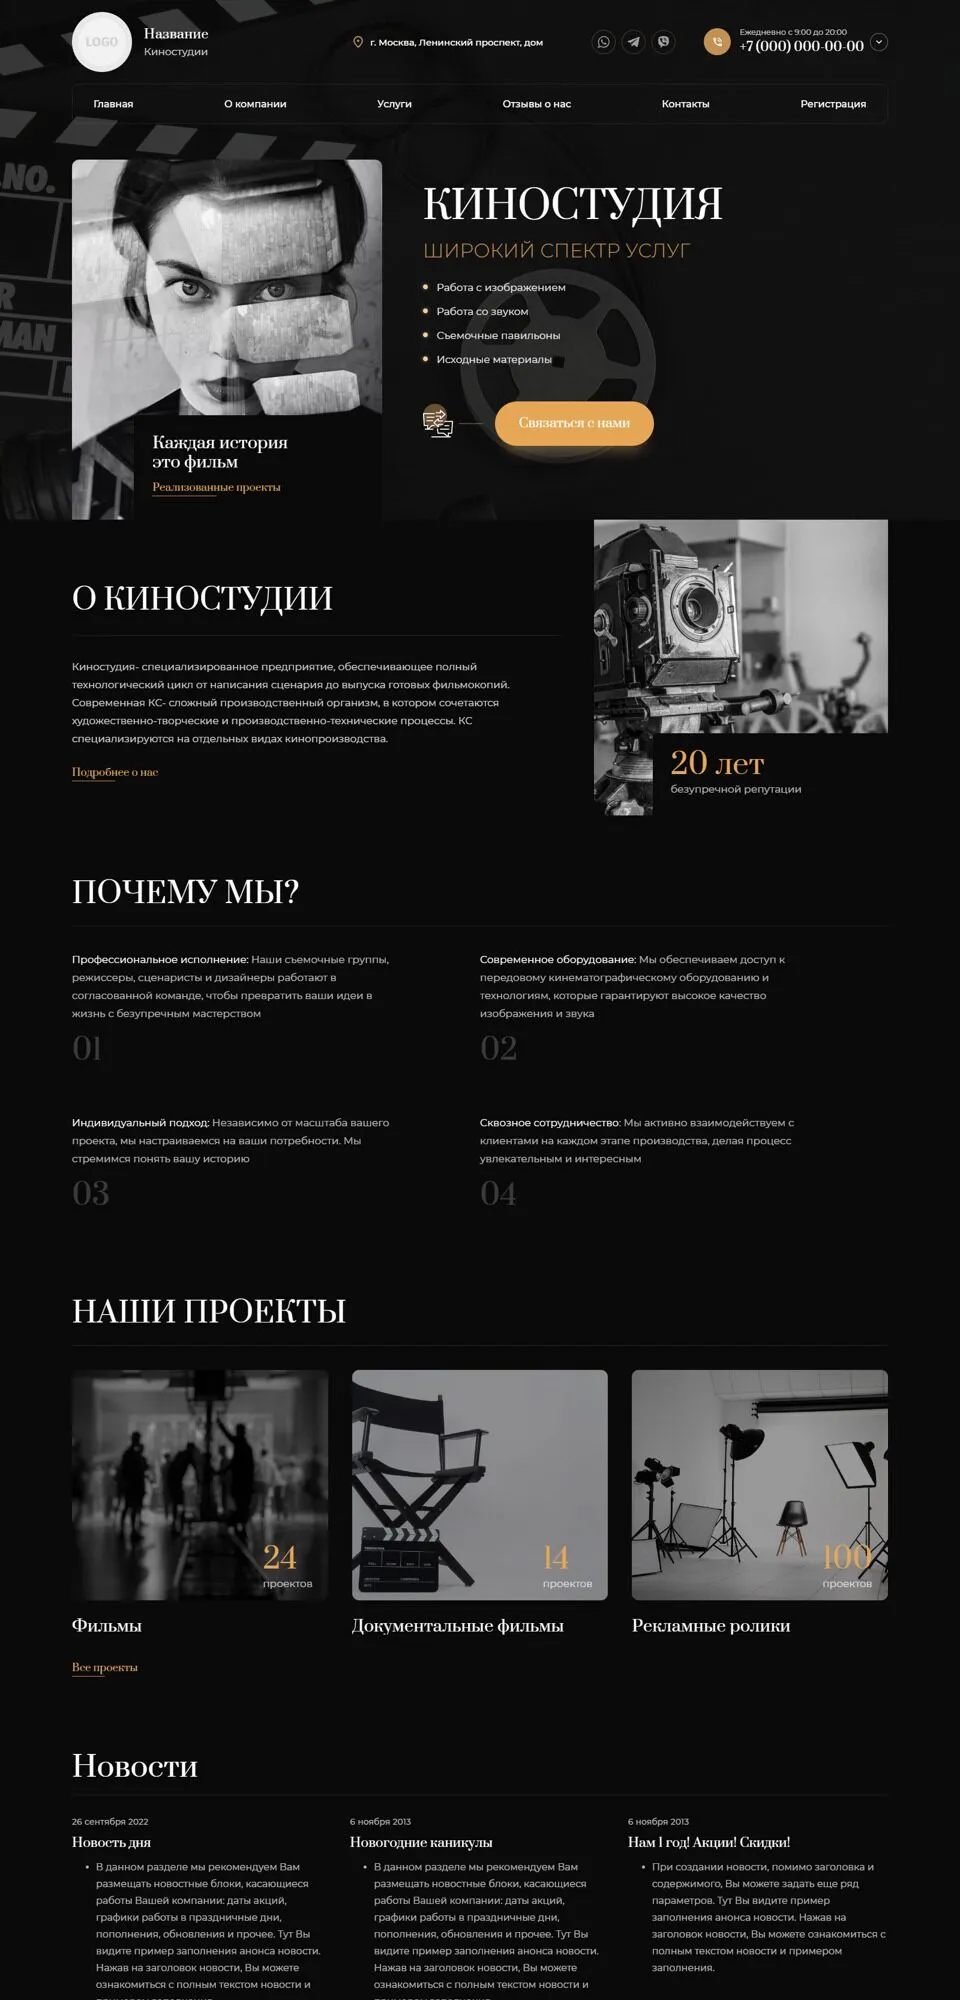 LOGO
Название
Киностудии
г. Москва, Ленинский проспект, дом
Ежедневно с 9:00 до 20:00
+7 (000) 000-00-00
Главная
О компании
Услуги
Отзывы о нас
Контакты
Регистрация
.NO.
R
MAN
КИНОСТУДИЯ
ШИРОКИЙ СПЕКТР УСЛУГ
Работа с изображением
Работа со звуком
Съемочные павильоны
Исходные материалы
Связаться с нами
Каждая история
это фильм
Реализованные проекты
О КИНОСТУДИИ
Киностудия- специализированное предприятие, обеспечивающее полный
технологический цикл от написания сценария до выпуска готовых фильмокопий.
Современная КС- сложный производственный организм, в котором сочетаются
художественно-творческие и производственно-технические процессы. КС
специализируются на отдельных видах кинопроизводства.
Подробнее о нас
20 лет
безупречной репутации
ПОЧЕМУ МЫ?
Профессиональное исполнение: Наши съемочные группы,
режиссеры, сценаристы и дизайнеры работают в
согласованной команде, чтобы превратить ваши идеи в
жизнь с безупречным мастерством
01
Современное оборудование: Мы обеспечиваем доступ к
передовому кинематографическому оборудованию и
технологиям, которые гарантируют высокое качество
изображения и звука
02
Индивидуальный подход: Независимо от масштаба вашего
проекта, мы настраиваемся на ваши потребности. Мы
стремимся понять вашу историю
03
Сквозное сотрудничество: Мы активно взаимодействуем с
клиентами на каждом этапе производства, делая процесс
увлекательным и интересным
04
НАШИ ПРОЕКТЫ
24
проектов
Фильмы
14
проектов
Документальные фильмы
100
проектов
Рекламные ролики
Все проекты
Новости
26 сентября 2022
Новость дня
В данном разделе мы рекомендуем Вам
размещать новостные блоки, касающиеся
работы Вашей компании: даты акций,
графики работы в праздничные дни,
пополнения, обновления и прочее. Тут Вы
видите пример заполнения анонса новости.
Нажав на заголовок новости, Вы можете
ознакомиться с полным текстом новости и
6 ноября 2013
Новогодние каникулы
В данном разделе мы рекомендуем Вам
размещать новостные блоки, касающиеся
работы Вашей компании: даты акций,
графики работы в праздничные дни,
пополнения, обновления и прочее. Тут Вы
видите пример заполнения анонса новости.
Нажав на заголовок новости, Вы можете
ознакомиться с полным текстом новости и
6 ноября 2013
Нам 1 год! Акции! Скидки!
При создании новости, помимо заголовка и
содержимого, Вы можете задать еще ряд
параметров. Тут Вы видите пример
заполнения анонса новости. Нажав на
заголовок новости, Вы можете ознакомиться с
полным текстом новости и примером
заполнения.